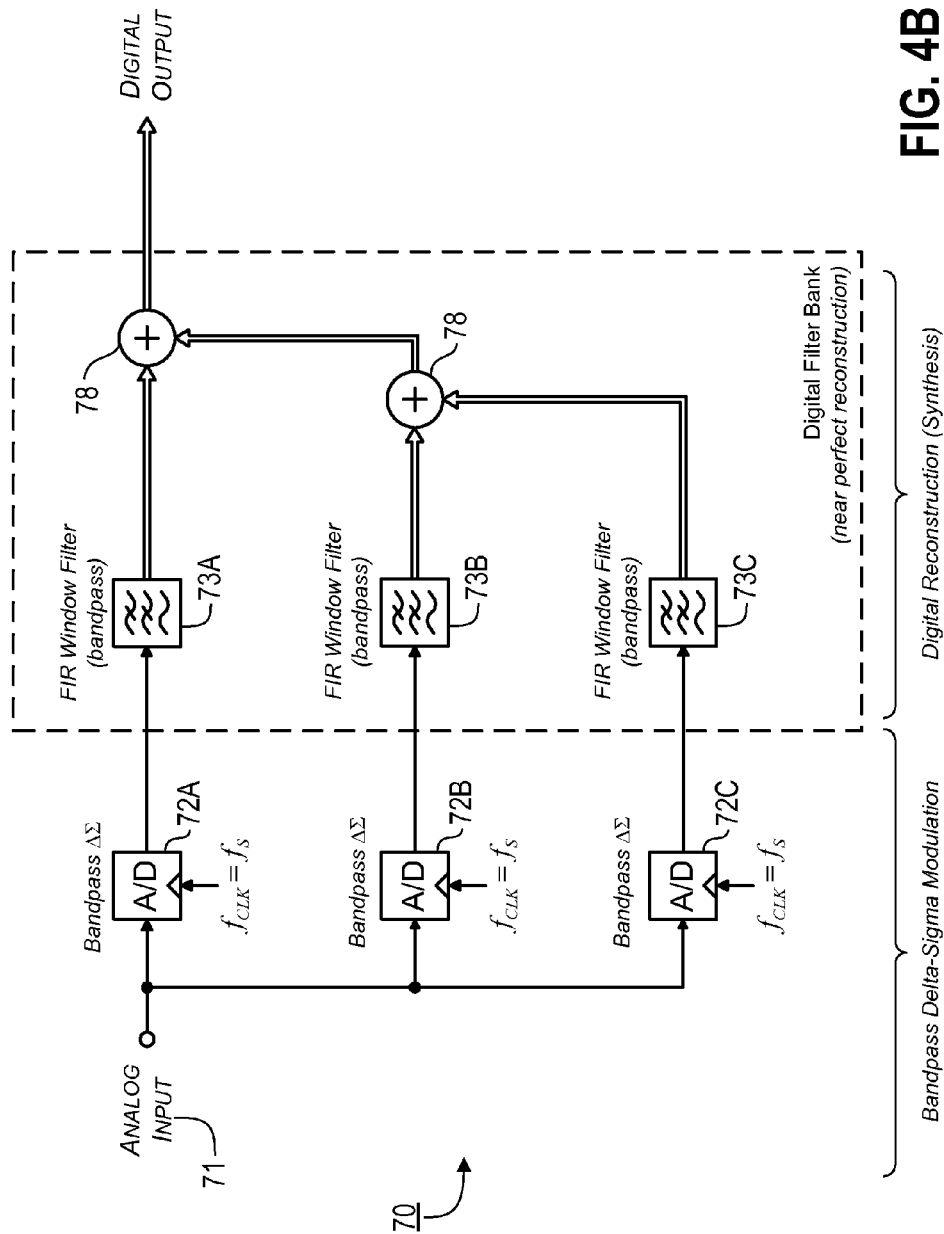 ANALOG
INPUT
71
70
Bandpass ΔΣ
A/D
72A
fCLK = fS
Bandpass ΔΣ
A/D
72B
fCLK = fS
Bandpass ΔΣ
A/D
72C
fCLK = fS
FIR Window Filter
(bandpass)
73A
FIR Window Filter
(bandpass)
73B
FIR Window Filter
(bandpass)
73C
78
+
78
+
DIGITAL
OUTPUT
Digital Filter Bank
(near perfect reconstruction)
Bandpass Delta-Sigma Modulation
Digital Reconstruction (Synthesis)
FIG. 4B